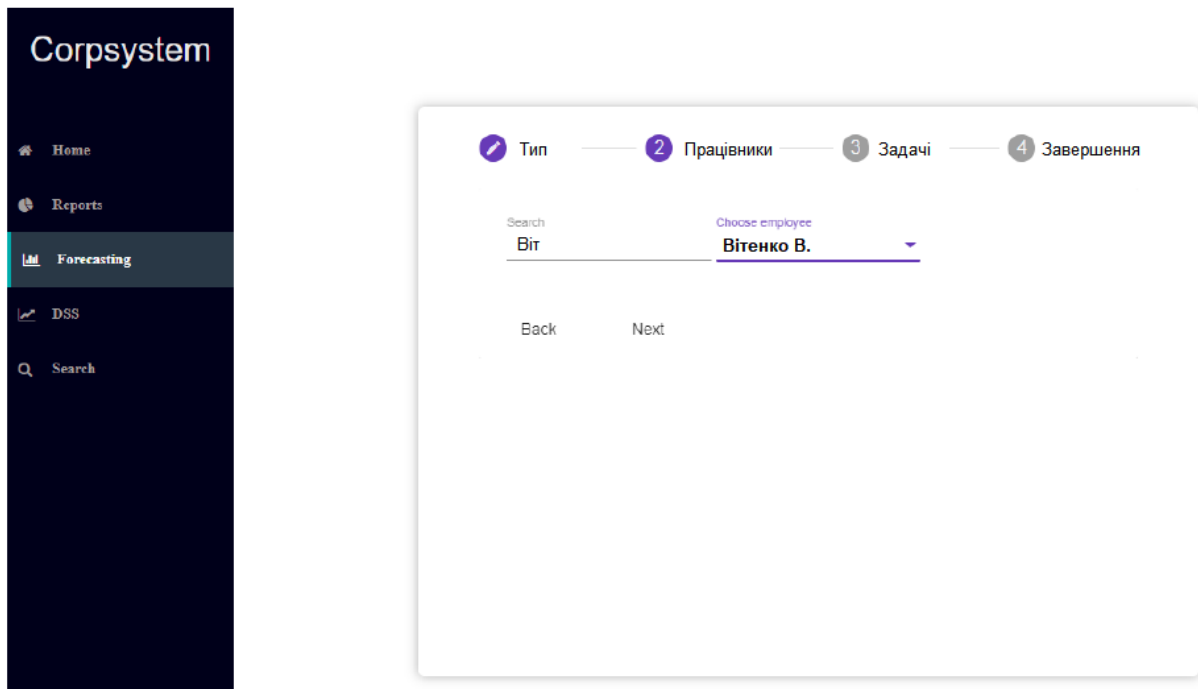 Corpsystem
Home
Reports
Forecasting
DSS
Search
Тип
2 Працівники
3 Задачі
4 Завершення
Search
Choose employee
Віт
Вітенко В.
Back
Next